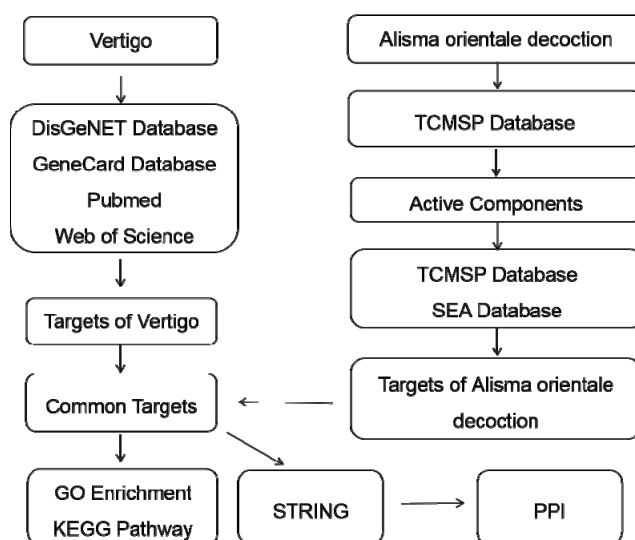 Vertigo
DisGeNET Database
GeneCard Database
Pubmed
Web of Science
Targets of Vertigo
Common Targets
GO Enrichment
KEGG Pathway
Alisma orientale decoction
TCMSP Database
Active Components
TCMSP Database
SEA Database
Targets of Alisma orientale
decoction
STRING
PPI